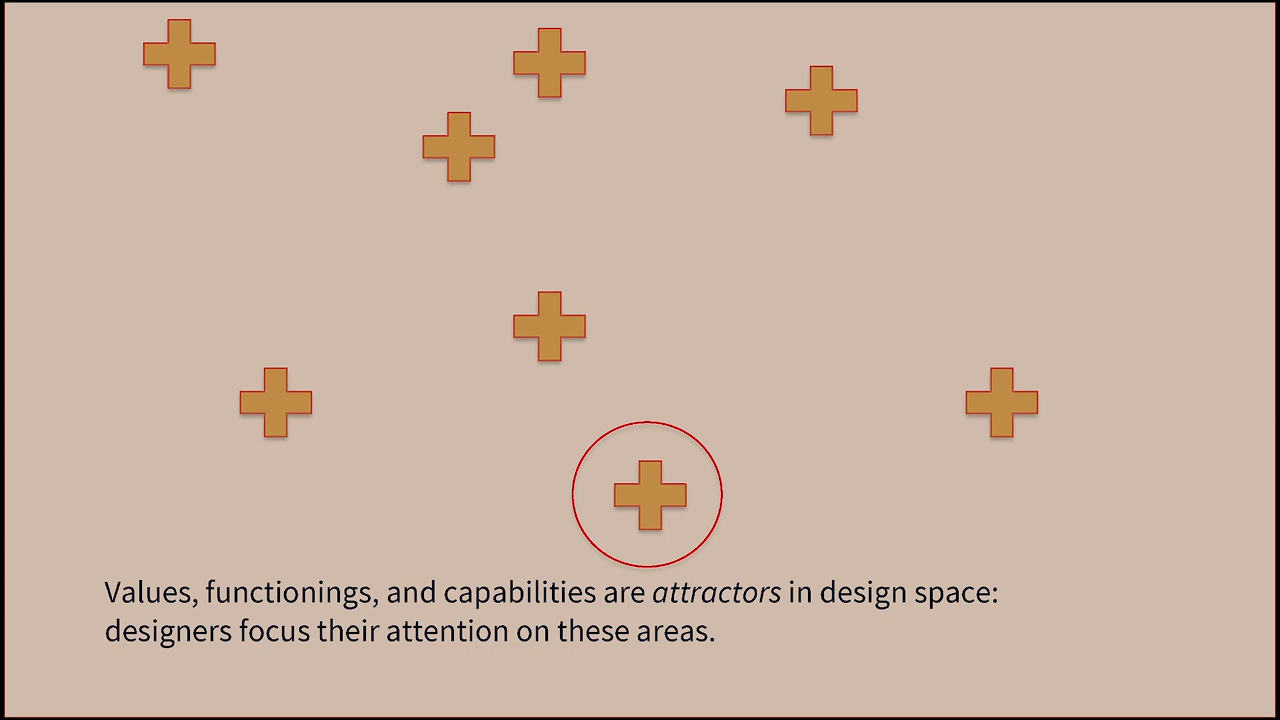 Values, functionings, and capabilities are attractors in design space:
designers focus their attention on these areas.